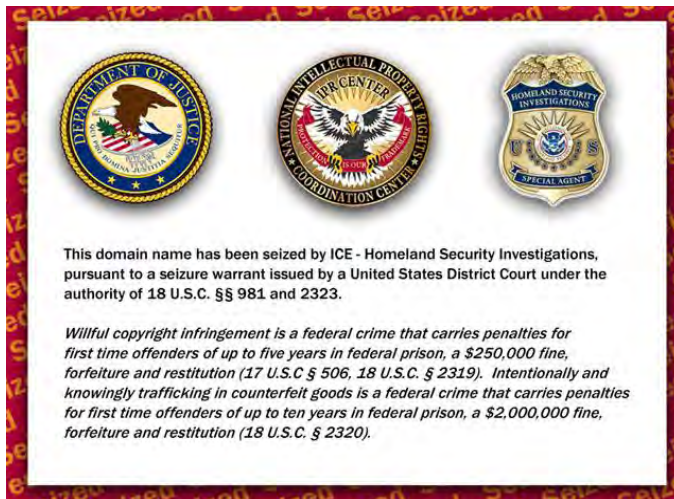 DEPARTMENT OF JUSTICE
QUI PRO DOMINA JUSTITIA SEQUITUR
NATIONAL INTELLECTUAL PROPERTY RIGHTS
IPR CENTER
PROTECTION IS OUR TRADEMARK
COORDINATION CENTER
HOMELAND SECURITY
INVESTIGATIONS
U S
SPECIAL AGENT
This domain name has been seized by ICE - Homeland Security Investigations,
pursuant to a seizure warrant issued by a United States District Court under the
authority of 18 U.S.C. §§ 981 and 2323.
Willful copyright infringement is a federal crime that carries penalties for
first time offenders of up to five years in federal prison, a $250,000 fine,
forfeiture and restitution (17 U.S.C § 506, 18 U.S.C. § 2319).  Intentionally and
knowingly trafficking in counterfeit goods is a federal crime that carries penalties
for first time offenders of up to ten years in federal prison, a $2,000,000 fine,
forfeiture and restitution (18 U.S.C. § 2320).